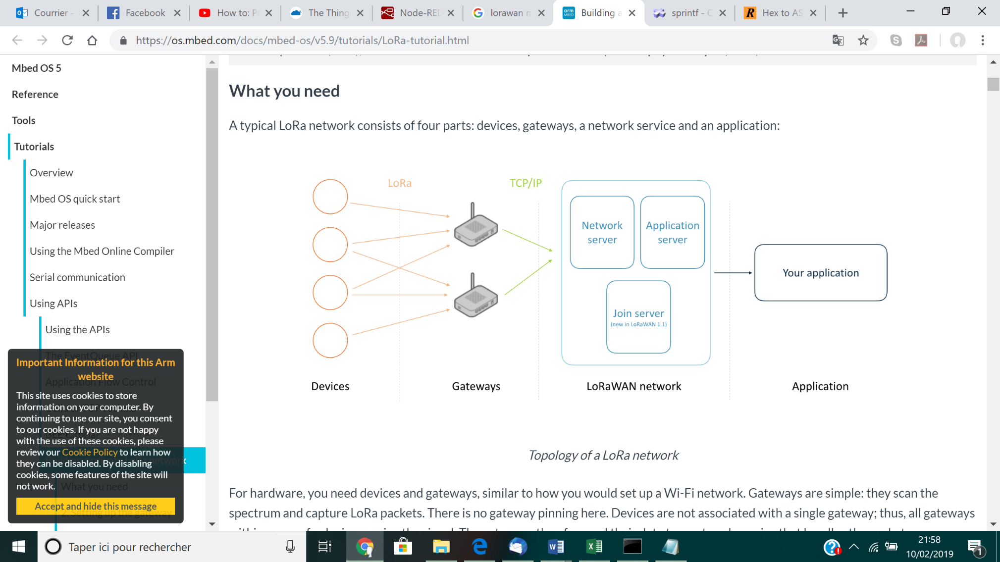 Courrier -
Facebook
How to: P
The Thing
Node-RED
lorawan m
Building a
sprintf - C
Hex to AS
https://os.mbed.com/docs/mbed-os/v5.9/tutorials/LoRa-tutorial.html
Mbed OS 5
Reference
Tools
Tutorials
Overview
Mbed OS quick start
Major releases
Using the Mbed Online Compiler
Serial communication
Using APIs
Using the APIs
The EventQueue API
Application Flow Control
BLE tutorial
What you need
2. Setting up the gateway
Important Information for this Arm
website
This site uses cookies to store
information on your computer. By
continuing to use our site, you consent
to our cookies. If you are not happy
with the use of these cookies, please
review our Cookie Policy to learn how
they can be disabled. By disabling
cookies, some features of the site will
not work.
Accept and hide this message
What you need
A typical LoRa network consists of four parts: devices, gateways, a network service and an application:
LoRa
TCP/IP
Network
server
Application
server
Join server
(new in LoRaWAN 1.1)
Your application
Devices
Gateways
LoRaWAN network
Application
Topology of a LoRa network
For hardware, you need devices and gateways, similar to how you would set up a Wi-Fi network. Gateways are simple: they scan the
spectrum and capture LoRa packets. There is no gateway pinning here. Devices are not associated with a single gateway; thus, all gateways
Taper ici pour rechercher
21:58
10/02/2019
1